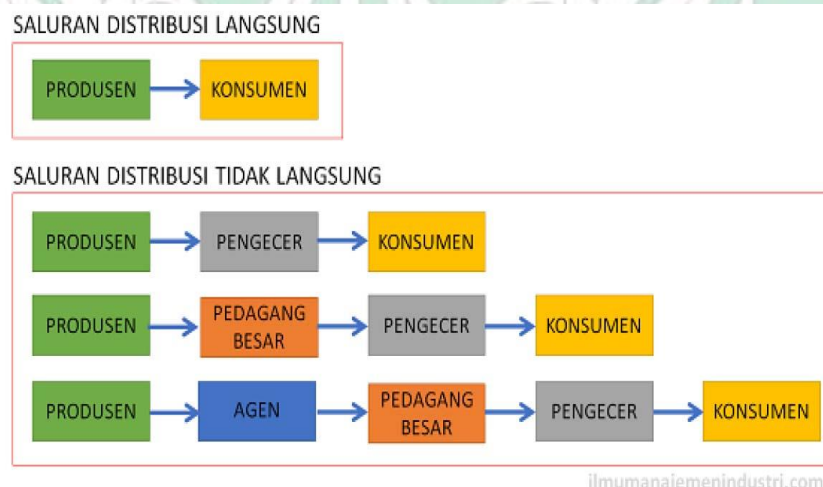 SALURAN DISTRIBUSI LANGSUNG
PRODUSEN
KONSUMEN
SALURAN DISTRIBUSI TIDAK LANGSUNG
PRODUSEN
PENGECER
KONSUMEN
PRODUSEN
PEDAGANG
BESAR
PENGECER
KONSUMEN
PRODUSEN
AGEN
PEDAGANG
BESAR
PENGECER
KONSUMEN
ilmumanajemenindustri.com